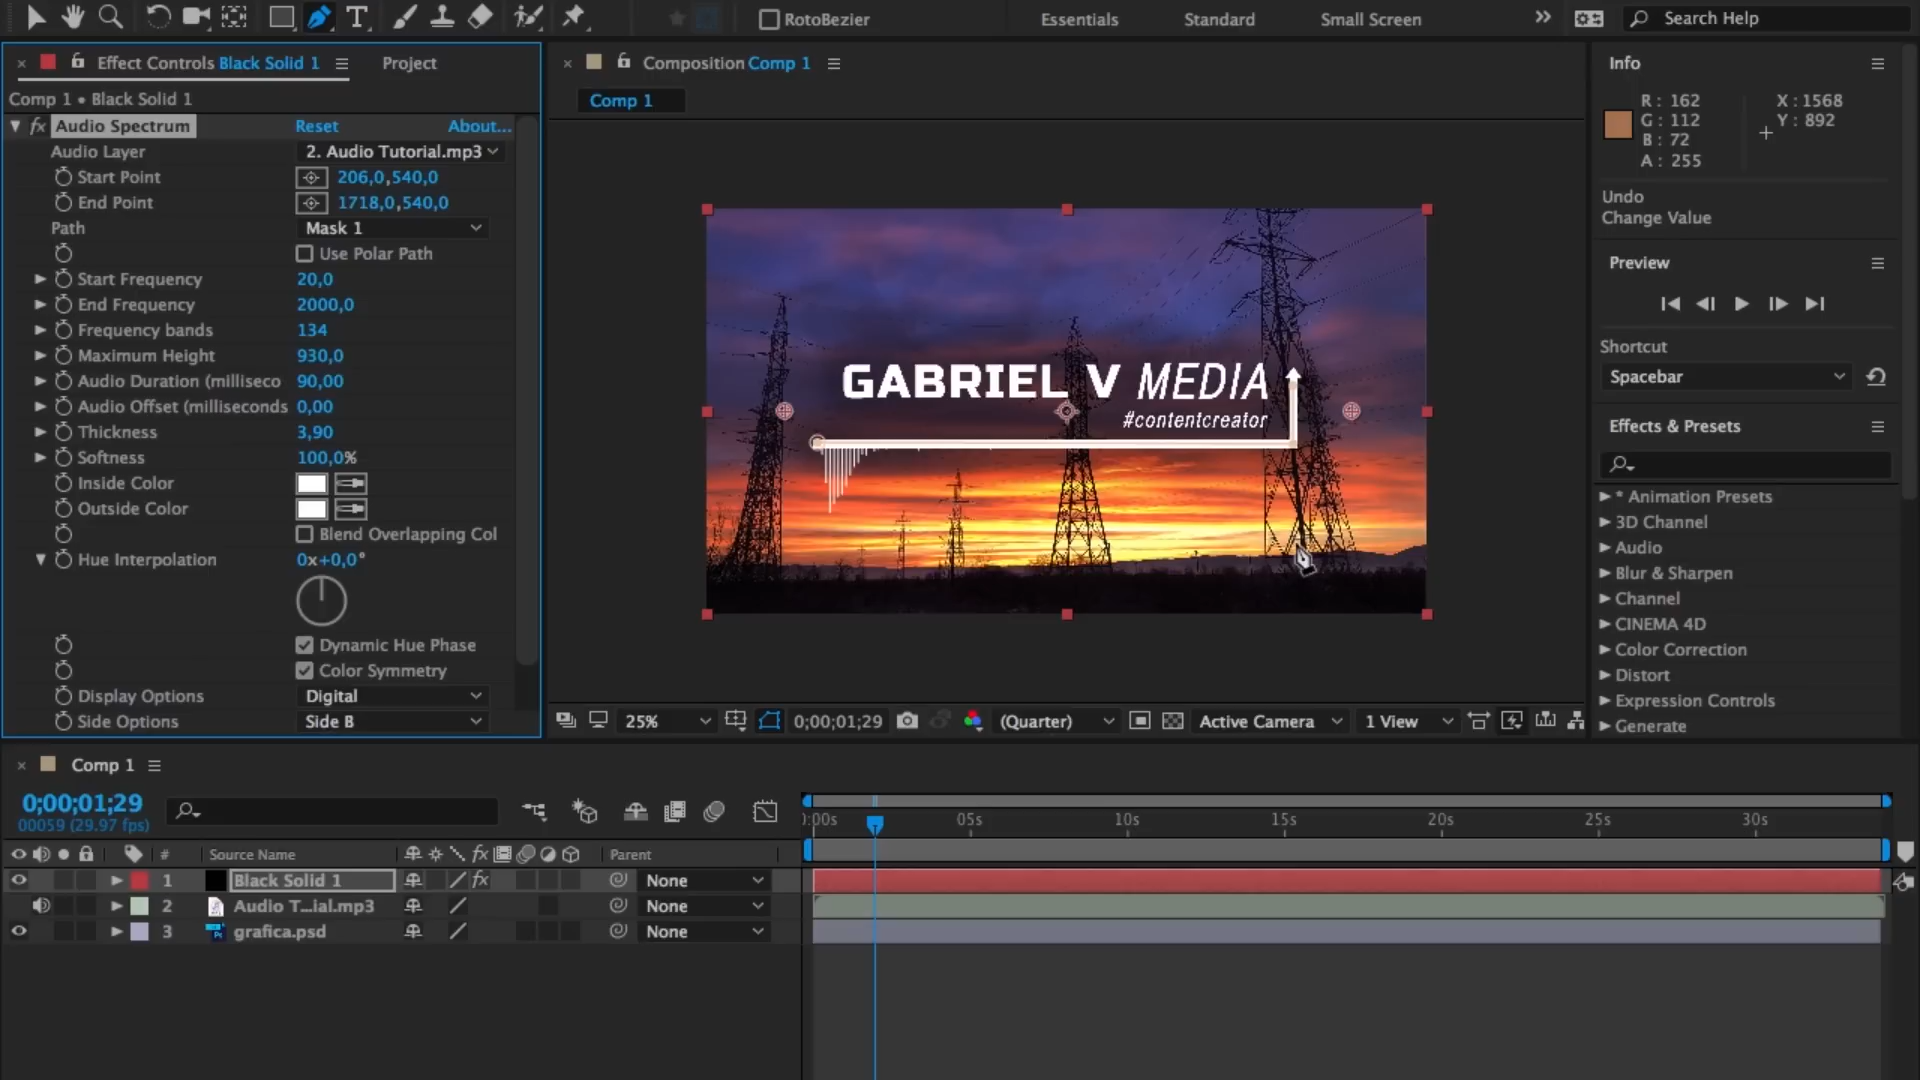 RotoBezier
Essentials
Standard
Small Screen
Search Help
Effect Controls Black Solid 1
Project
Comp 1 • Black Solid 1
fx Audio Spectrum Reset About...
Audio Layer 2. Audio Tutorial.mp3
Start Point 206,0,540,0
End Point 1718,0,540,0
Path Mask 1
Use Polar Path
Start Frequency 20,0
End Frequency 2000,0
Frequency bands 134
Maximum Height 930,0
Audio Duration (milliseco 90,00
Audio Offset (milliseconds 0,00
Thickness 3,90
Softness 100,0%
Inside Color
Outside Color
Blend Overlapping Col
Hue Interpolation 0x+0,0°
Dynamic Hue Phase
Color Symmetry
Display Options Digital
Side Options Side B
Composition Comp 1
Comp 1
GABRIEL V MEDIA
#contentcreator
25%
0;00;01;29
(Quarter)
Active Camera
1 View
Info
R: 162 X: 1568
G: 112 Y: 892
B: 72
A: 255
Undo
Change Value
Preview
Shortcut
Spacebar
Effects & Presets
* Animation Presets
3D Channel
Audio
Blur & Sharpen
Channel
CINEMA 4D
Color Correction
Distort
Expression Controls
Generate
Comp 1
0;00;01;29
00059 (29.97 fps)
):00s 05s 10s 15s 20s 25s 30s
# Source Name fx Parent
1 Black Solid 1 fx None
2 Audio T...ial.mp3 None
3 Ps grafica.psd None